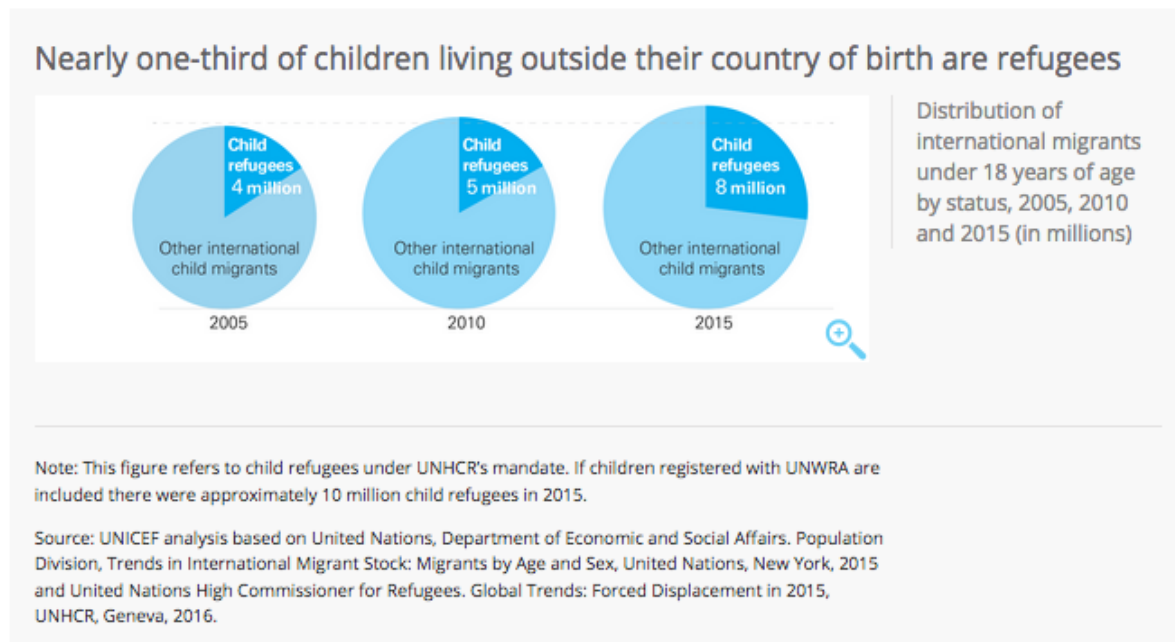 Nearly one-third of children living outside their country of birth are refugees
Child
refugees
4 million
Other international
child migrants
2005
Child
refugees
5 million
Other international
child migrants
2010
Child
refugees
8 million
Other international
child migrants
2015
Distribution of
international migrants
under 18 years of age
by status, 2005, 2010
and 2015 (in millions)
Note: This figure refers to child refugees under UNHCR's mandate. If children registered with UNWRA are
included there were approximately 10 million child refugees in 2015.
Source: UNICEF analysis based on United Nations, Department of Economic and Social Affairs. Population
Division, Trends in International Migrant Stock: Migrants by Age and Sex, United Nations, New York, 2015
and United Nations High Commissioner for Refugees. Global Trends: Forced Displacement in 2015,
UNHCR, Geneva, 2016.